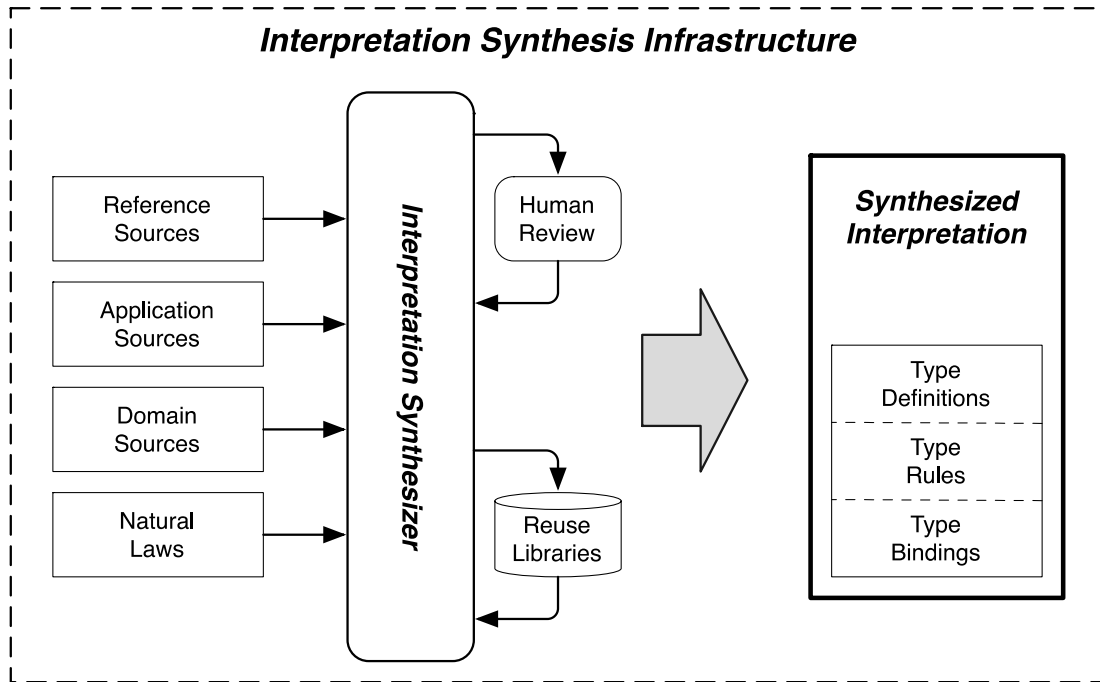 Interpretation Synthesis Infrastructure
Reference
Sources
Application
Sources
Domain
Sources
Natural
Laws
Interpretation Synthesizer
Human
Review
Reuse
Libraries
Synthesized
Interpretation
Type
Definitions
Type
Rules
Type
Bindings